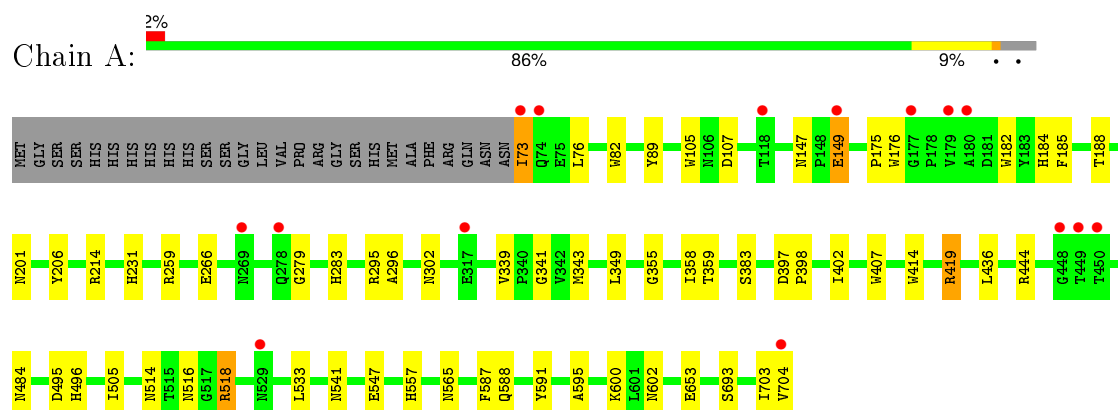 2%
Chain A:
86% 9% • •
MET GLY SER SER HIS HIS HIS HIS HIS HIS SER SER GLY LEU VAL PRO ARG GLY SER HIS MET ALA PHE ARG GLN ASN ASN I73 Q74 E75 L76 W82 Y89 W105 N106 D107 T118 N147 P148 E149 P175 W176 G177 P178 V179 A180 D181 W182 Y183 H184 F185 T188
N201 Y206 R214 H231 R259 E266 N269 Q278 G279 H283 R295 A296 N302 E317 V339 P340 G341 V342 M343 L349 G355 I358 T359 S383 D397 P398 I402 W407 W414 R419 L436 R444 G448 T449 T450
N484 D495 H496 I505 N514 T515 N516 G517 R518 N529 L533 N541 E547 H557 N565 F587 Q588 Y591 A595 K600 L601 N602 E653 S693 I703 V704